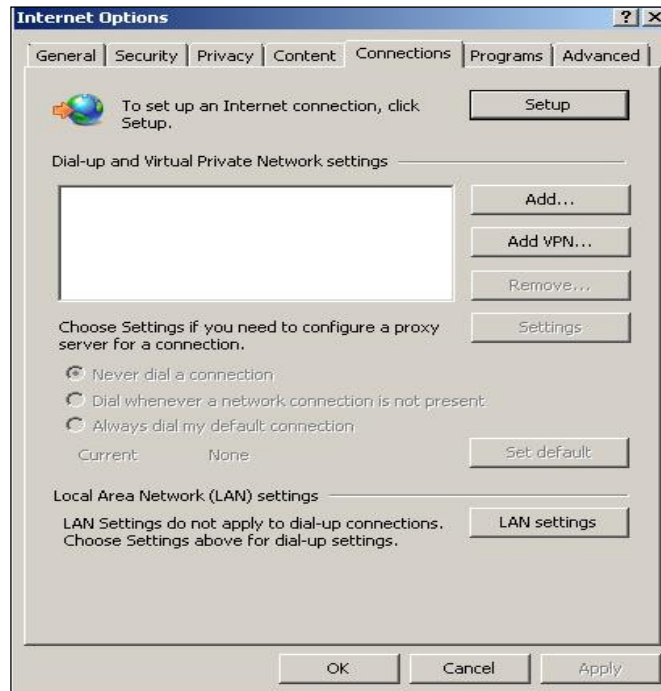 Internet Options
General Security Privacy Content Connections Programs Advanced
To set up an Internet connection, click
Setup.
Setup
Dial-up and Virtual Private Network settings
Add...
Add VPN...
Remove...
Choose Settings if you need to configure a proxy
server for a connection.
Settings
Never dial a connection
Dial whenever a network connection is not present
Always dial my default connection
Current None
Set default
Local Area Network (LAN) settings
LAN Settings do not apply to dial-up connections.
Choose Settings above for dial-up settings.
LAN settings
OK Cancel Apply